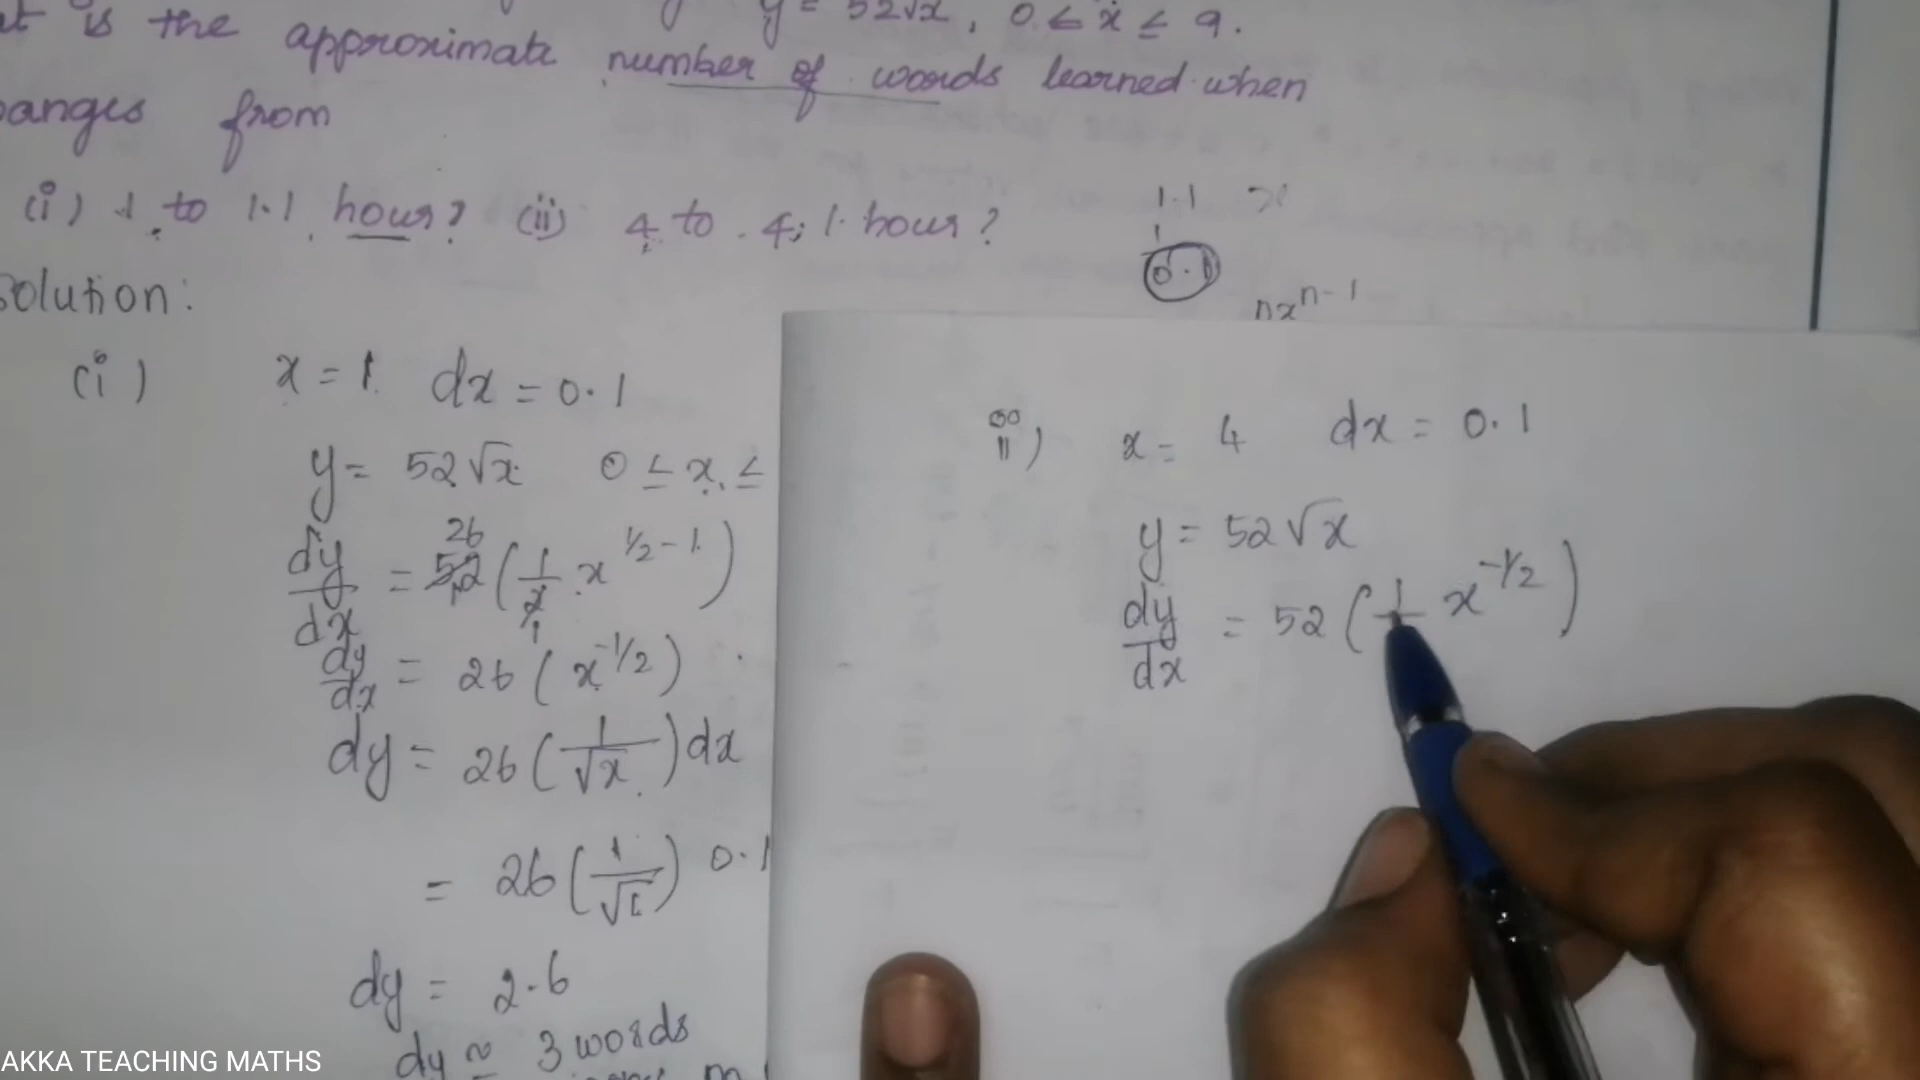 y = 52√x, 0 ≤ x ≤ 9.
is the approximate number of words learned when
anges from
(i) 1 to 1.1 hour? (ii) 4 to 4.1 hour?
1.1 x
1
0.1
nxⁿ⁻¹
Solution:
(i) x = 1 dx = 0.1
y = 52√x 0 ≤ x ≤
dy/dx = 52 26 (1/2 x^(1/2 - 1))
dy/dx = 26 (x^(-1/2))
dy = 26 (1/√x) dx
= 26 (1/√1) 0.1
dy = 2.6
dy ≈ 3 words
ii) x = 4 dx = 0.1
y = 52√x
dy/dx = 52 (1/ x^(-1/2))
AKKA TEACHING MATHS